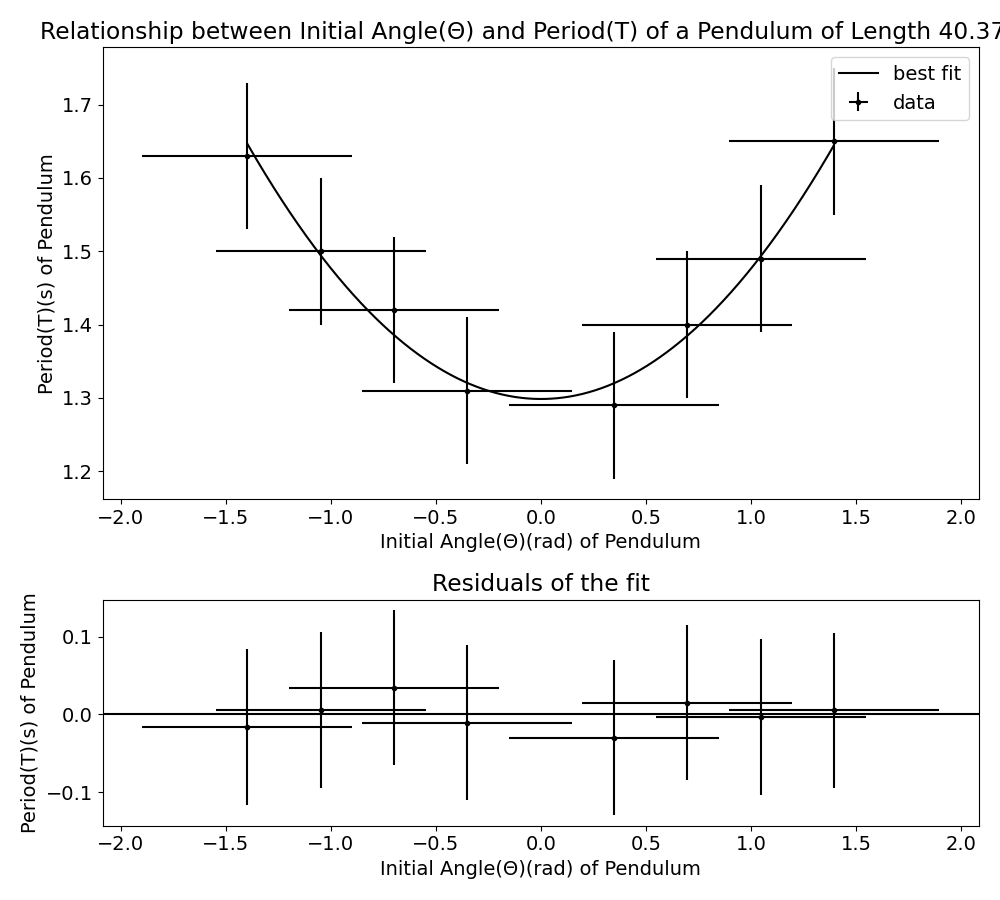 Relationship between Initial Angle(Θ) and Period(T) of a Pendulum of Length 40.37
best fit
data
Period(T)(s) of Pendulum
1.7
1.6
1.5
1.4
1.3
1.2
−2.0 −1.5 −1.0 −0.5 0.0 0.5 1.0 1.5 2.0
Initial Angle(Θ)(rad) of Pendulum
Residuals of the fit
Period(T)(s) of Pendulum
0.1
0.0
−0.1
−2.0 −1.5 −1.0 −0.5 0.0 0.5 1.0 1.5 2.0
Initial Angle(Θ)(rad) of Pendulum